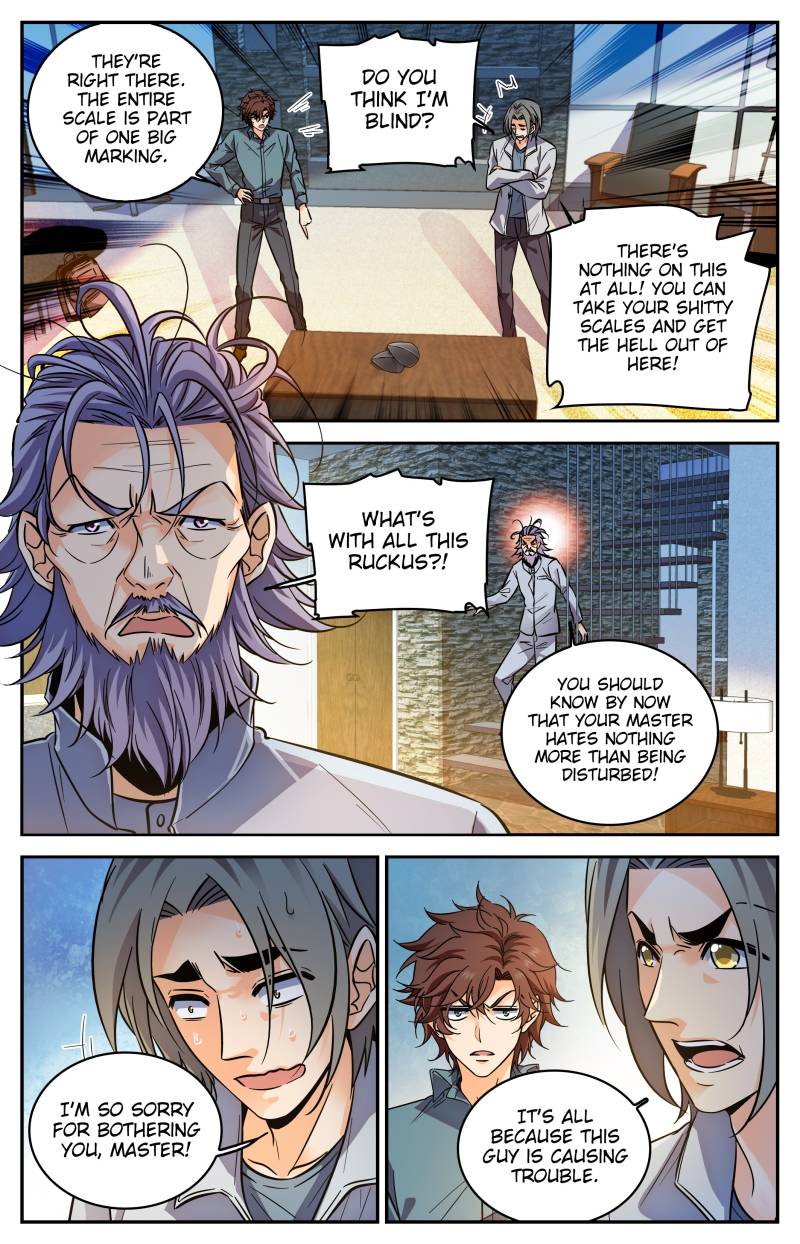 THEY'RE
RIGHT THERE.
THE ENTIRE
SCALE IS PART
OF ONE BIG
MARKING.
DO YOU
THINK I'M
BLIND?
THERE'S
NOTHING ON THIS
AT ALL! YOU CAN
TAKE YOUR SHITTY
SCALES AND GET
THE HELL OUT OF
HERE!
WHAT'S
WITH ALL THIS
RUCKUS?!
YOU SHOULD
KNOW BY NOW
THAT YOUR MASTER
HATES NOTHING
MORE THAN BEING
DISTURBED!
I'M SO SORRY
FOR BOTHERING
YOU, MASTER!
IT'S ALL
BECAUSE THIS
GUY IS CAUSING
TROUBLE.